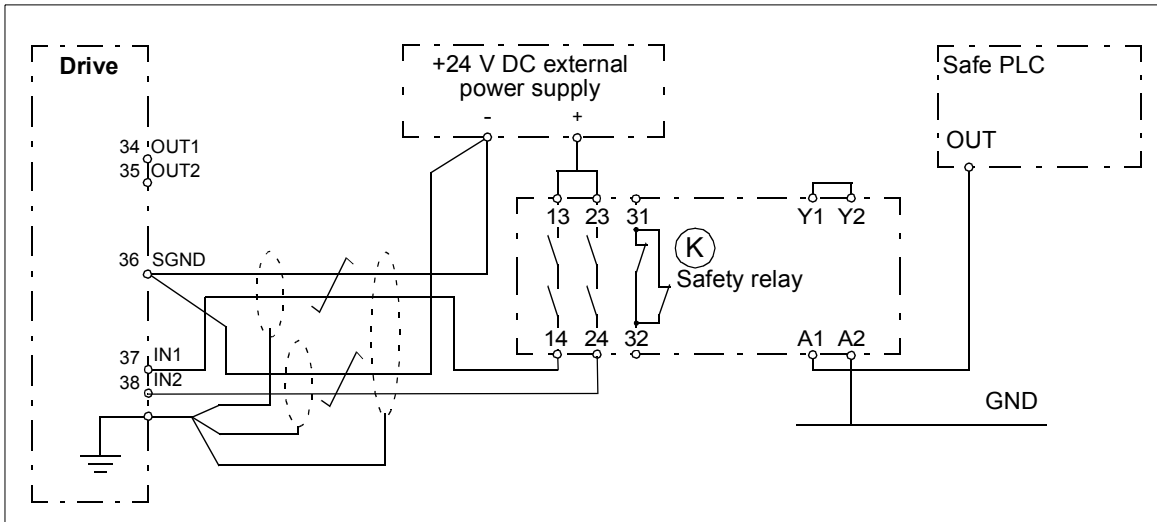 Drive
+24 V DC external
power supply
- +
Safe PLC
OUT
34 OUT1
35 OUT2
13 23 31
Y1 Y2
K
Safety relay
36 SGND
14 24 32
A1 A2
37 IN1
38 IN2
GND